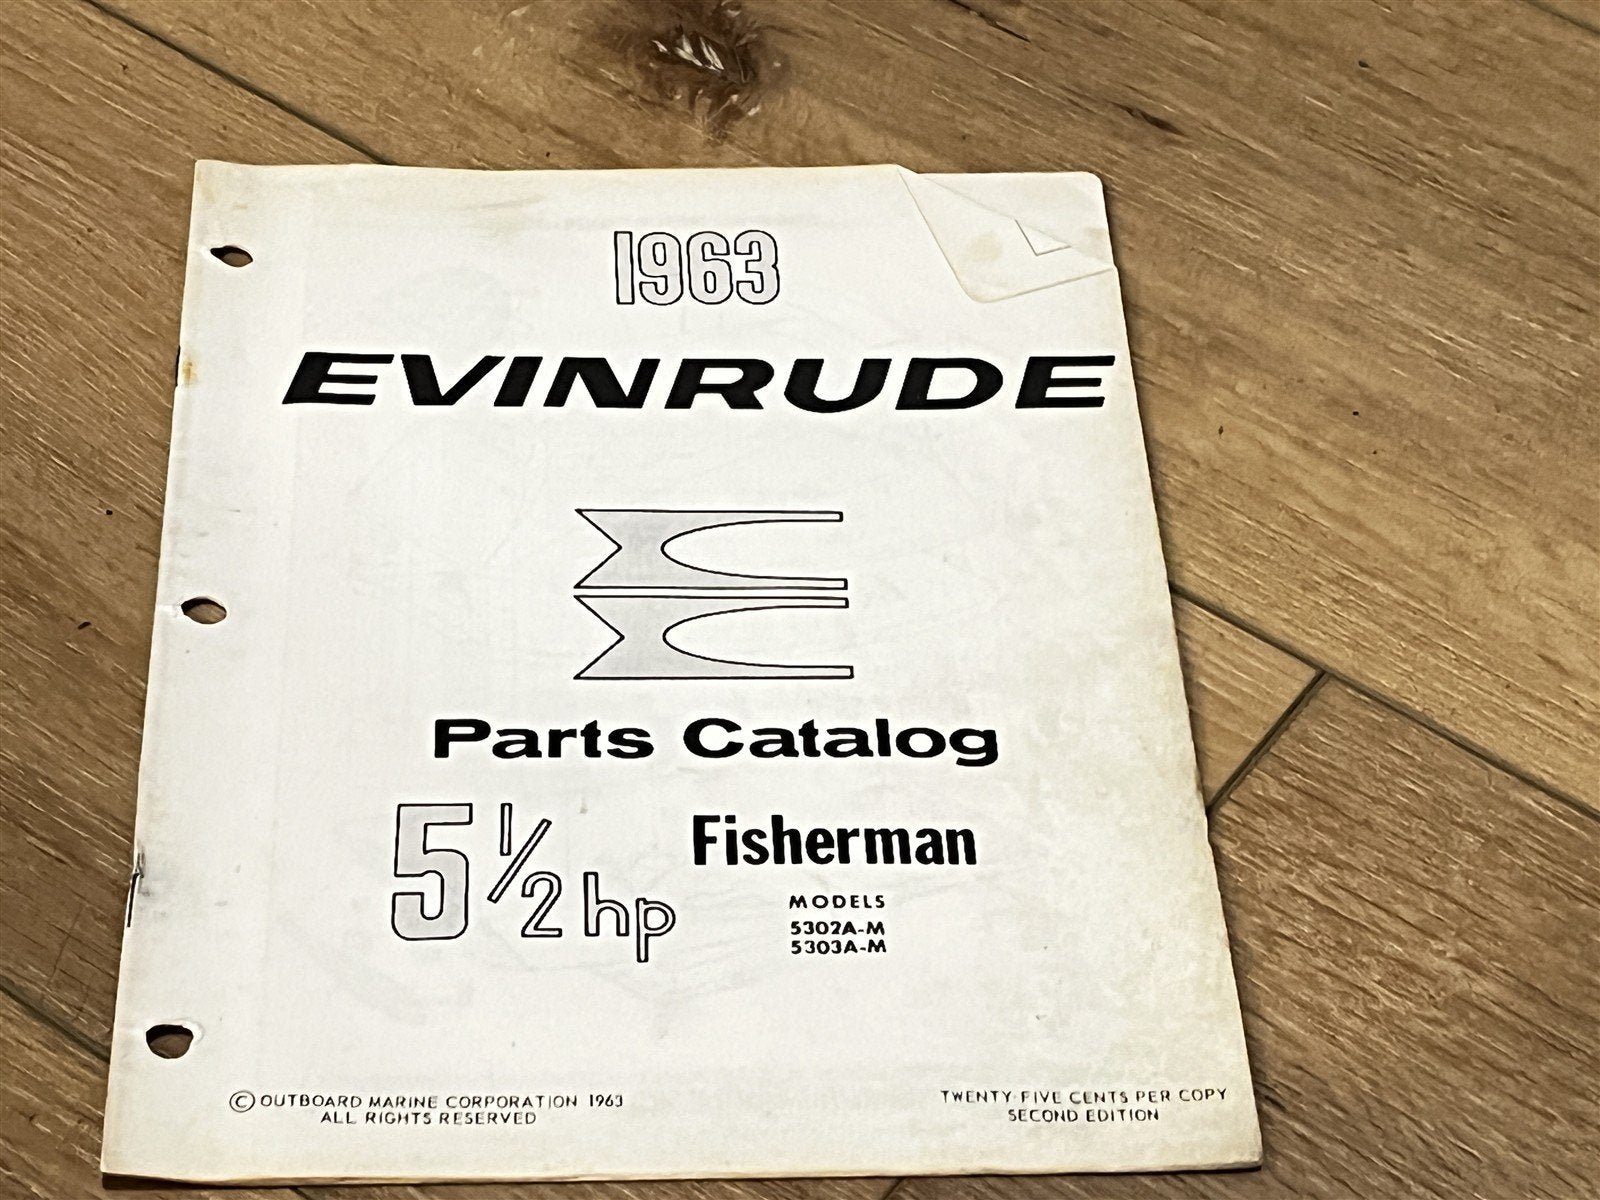 1963
EVINRUDE
Parts Catalog
5 1/2 hp
Fisherman
MODELS
5302A-M
5303A-M
© OUTBOARD MARINE CORPORATION 1963
ALL RIGHTS RESERVED
TWENTY-FIVE CENTS PER COPY
SECOND EDITION